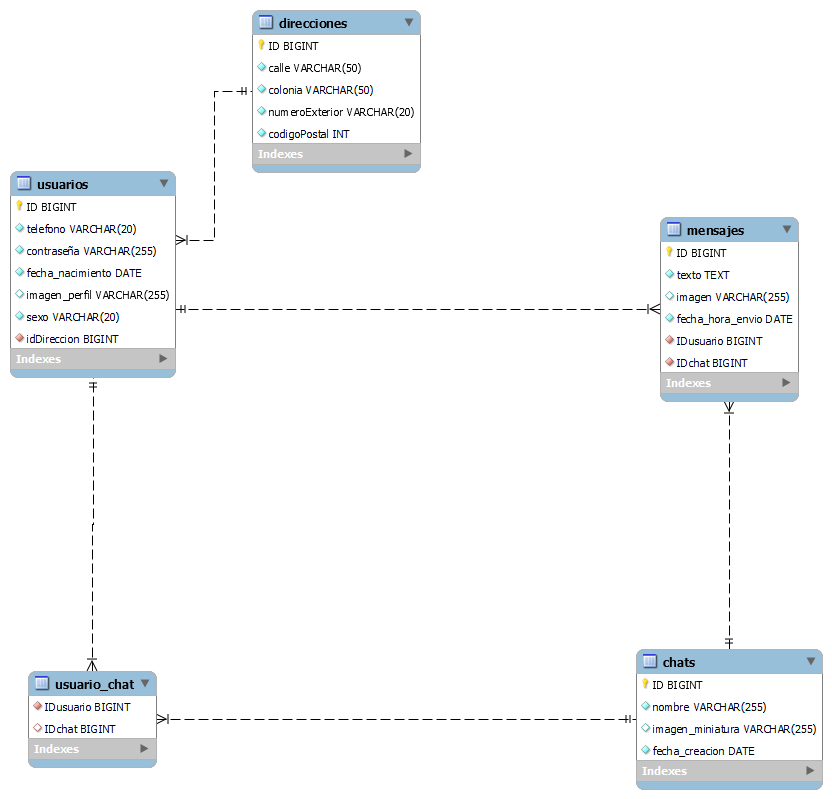 direcciones
ID BIGINT
calle VARCHAR(50)
colonia VARCHAR(50)
numeroExterior VARCHAR(20)
codigoPostal INT
Indexes
usuarios
ID BIGINT
telefono VARCHAR(20)
contraseña VARCHAR(255)
fecha_nacimiento DATE
imagen_perfil VARCHAR(255)
sexo VARCHAR(20)
idDireccion BIGINT
Indexes
mensajes
ID BIGINT
texto TEXT
imagen VARCHAR(255)
fecha_hora_envio DATE
IDusuario BIGINT
IDchat BIGINT
Indexes
usuario_chat
IDusuario BIGINT
IDchat BIGINT
Indexes
chats
ID BIGINT
nombre VARCHAR(255)
imagen_miniatura VARCHAR(255)
fecha_creacion DATE
Indexes